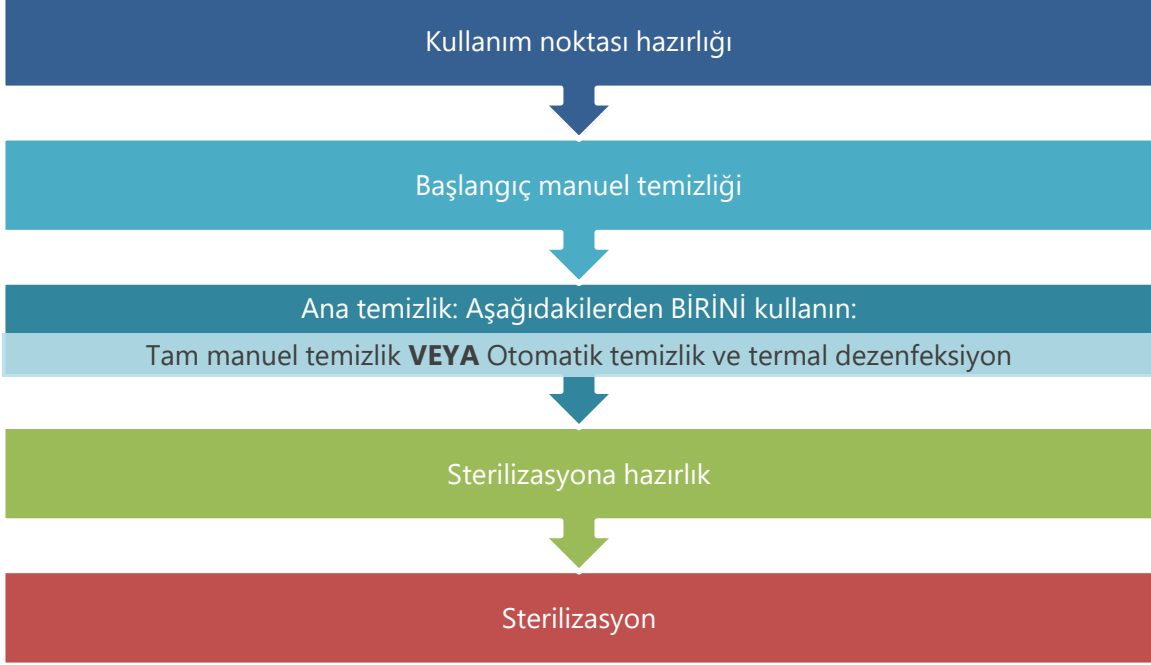 Kullanım noktası hazırlığı
Başlangıç manuel temizliği
Ana temizlik: Aşağıdakilerden BİRİNİ kullanın:
Tam manuel temizlik VEYA Otomatik temizlik ve termal dezenfeksiyon
Sterilizasyona hazırlık
Sterilizasyon